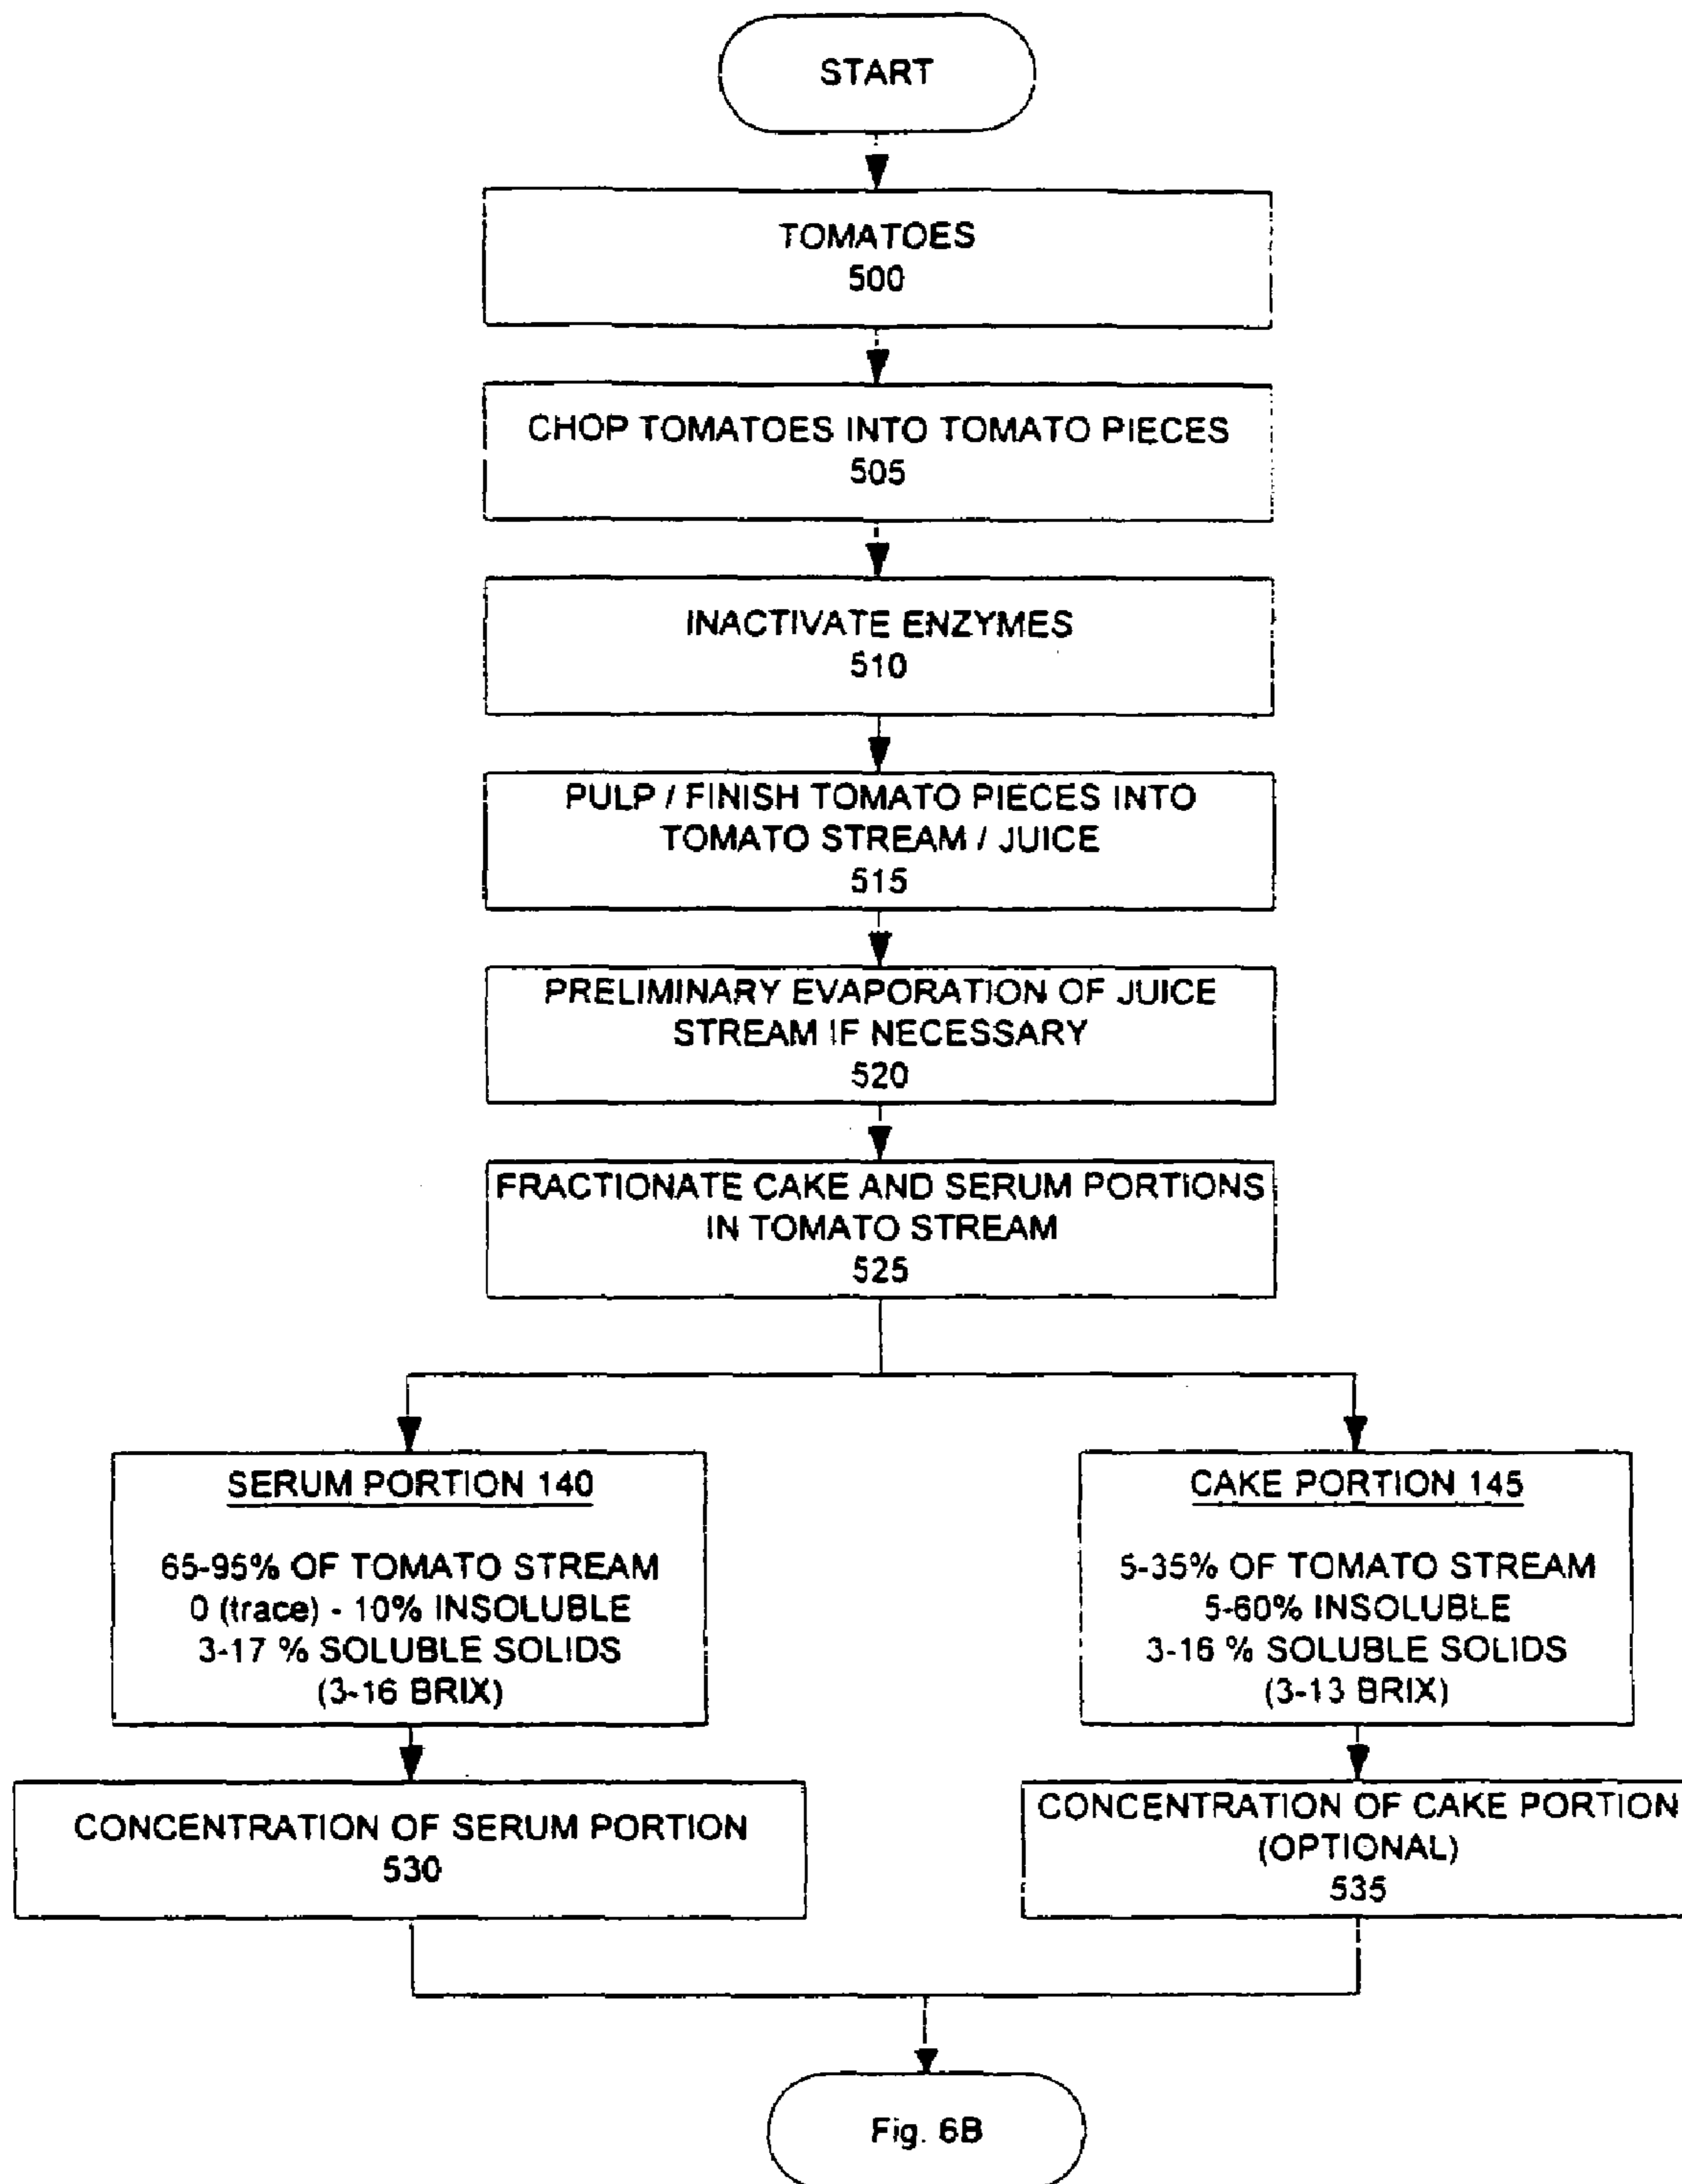 START
TOMATOES
500
CHOP TOMATOES INTO TOMATO PIECES
505
INACTIVATE ENZYMES
510
PULP / FINISH TOMATO PIECES INTO
TOMATO STREAM / JUICE
515
PRELIMINARY EVAPORATION OF JUICE
STREAM IF NECESSARY
520
FRACTIONATE CAKE AND SERUM PORTIONS
IN TOMATO STREAM
525
SERUM PORTION 140
65-95% OF TOMATO STREAM
0 (trace) - 10% INSOLUBLE
3-17 % SOLUBLE SOLIDS
(3-16 BRIX)
CAKE PORTION 145
5-35% OF TOMATO STREAM
5-60% INSOLUBLE
3-16 % SOLUBLE SOLIDS
(3-13 BRIX)
CONCENTRATION OF SERUM PORTION
530
CONCENTRATION OF CAKE PORTION
(OPTIONAL)
535
Fig. 6B